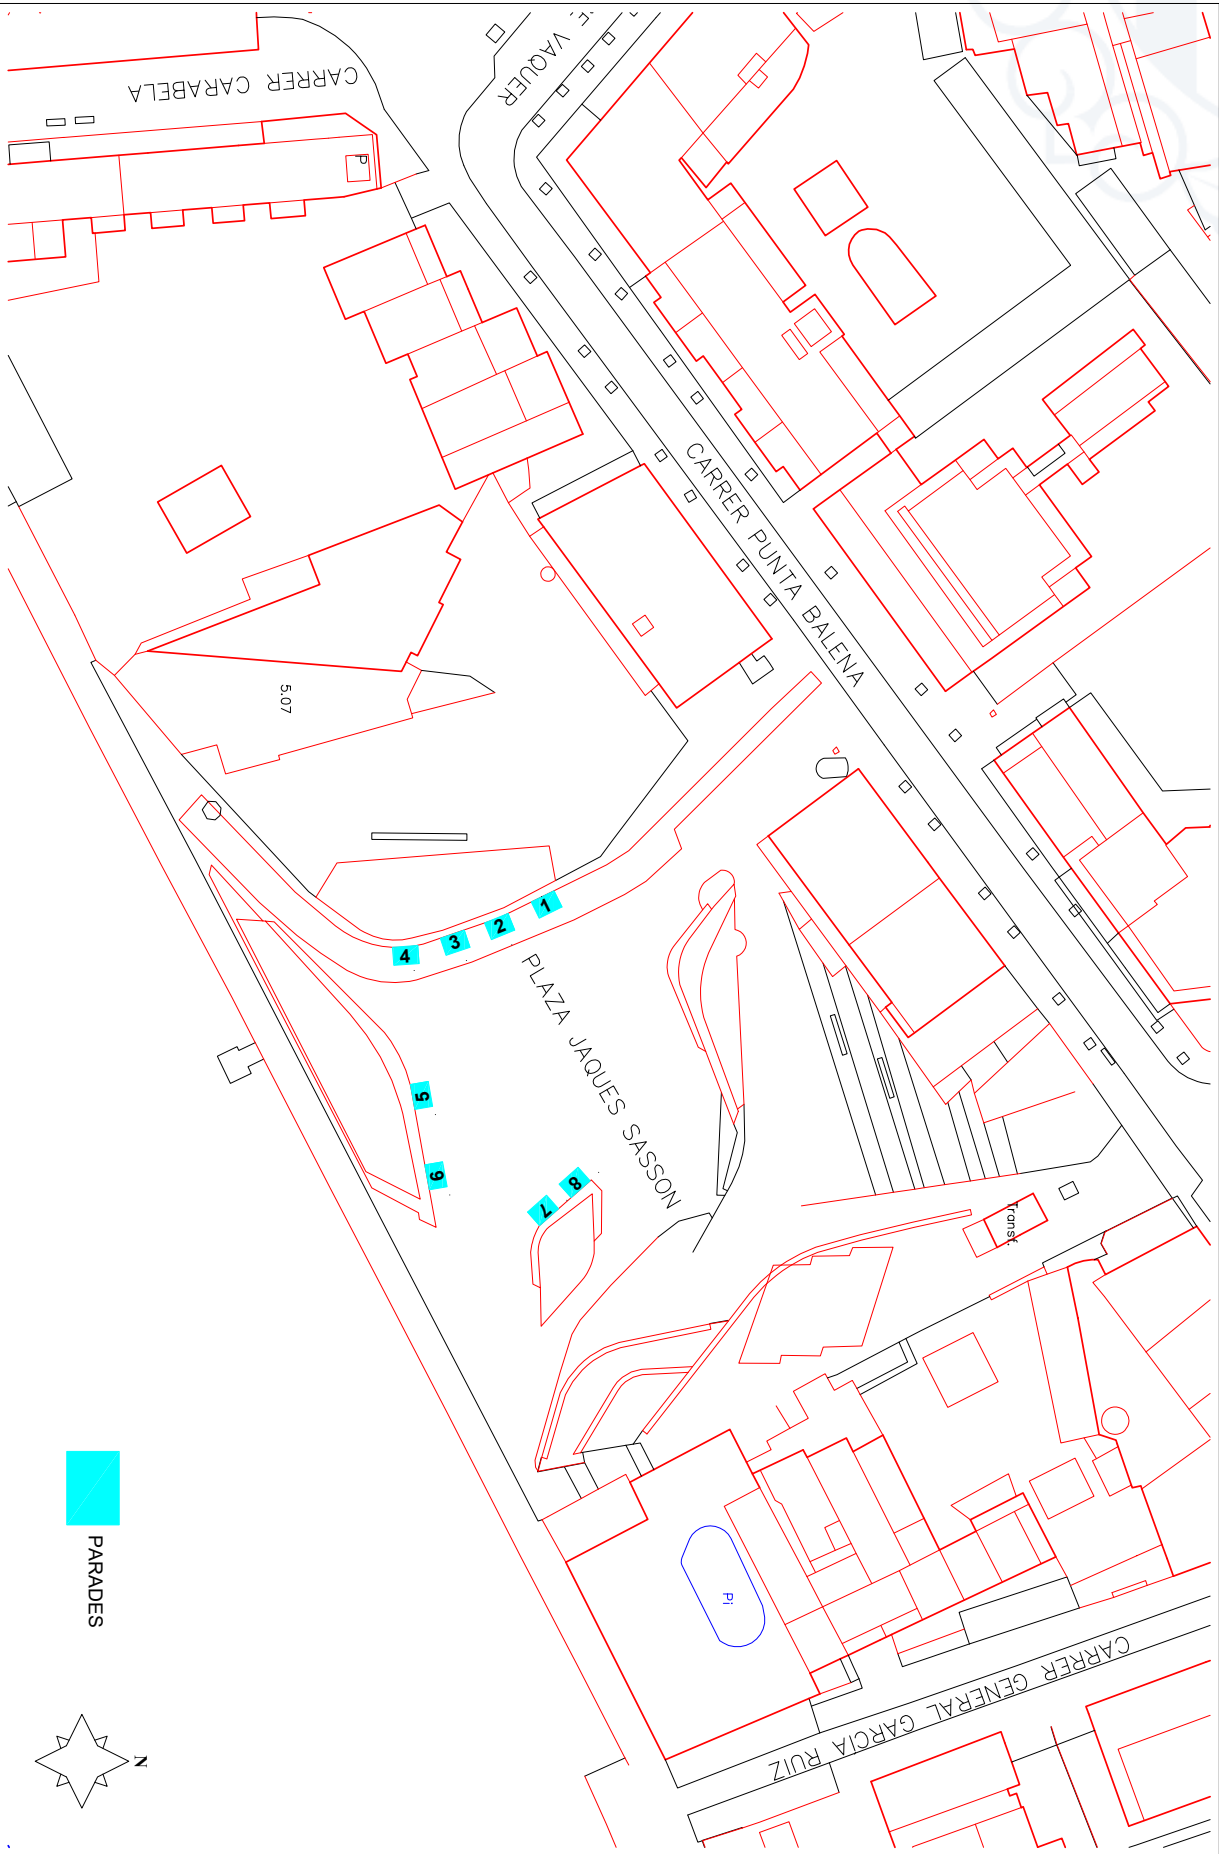 CARRER CARABELA
VAQUER
P
CARRER PUNTA BALENA
5.07
1
2
3
4
PLAZA JAQUES SASSON
5
6
8
7
Transf.
Pi
PARADES
CARRER GENERAL GARCIA RUIZ
N